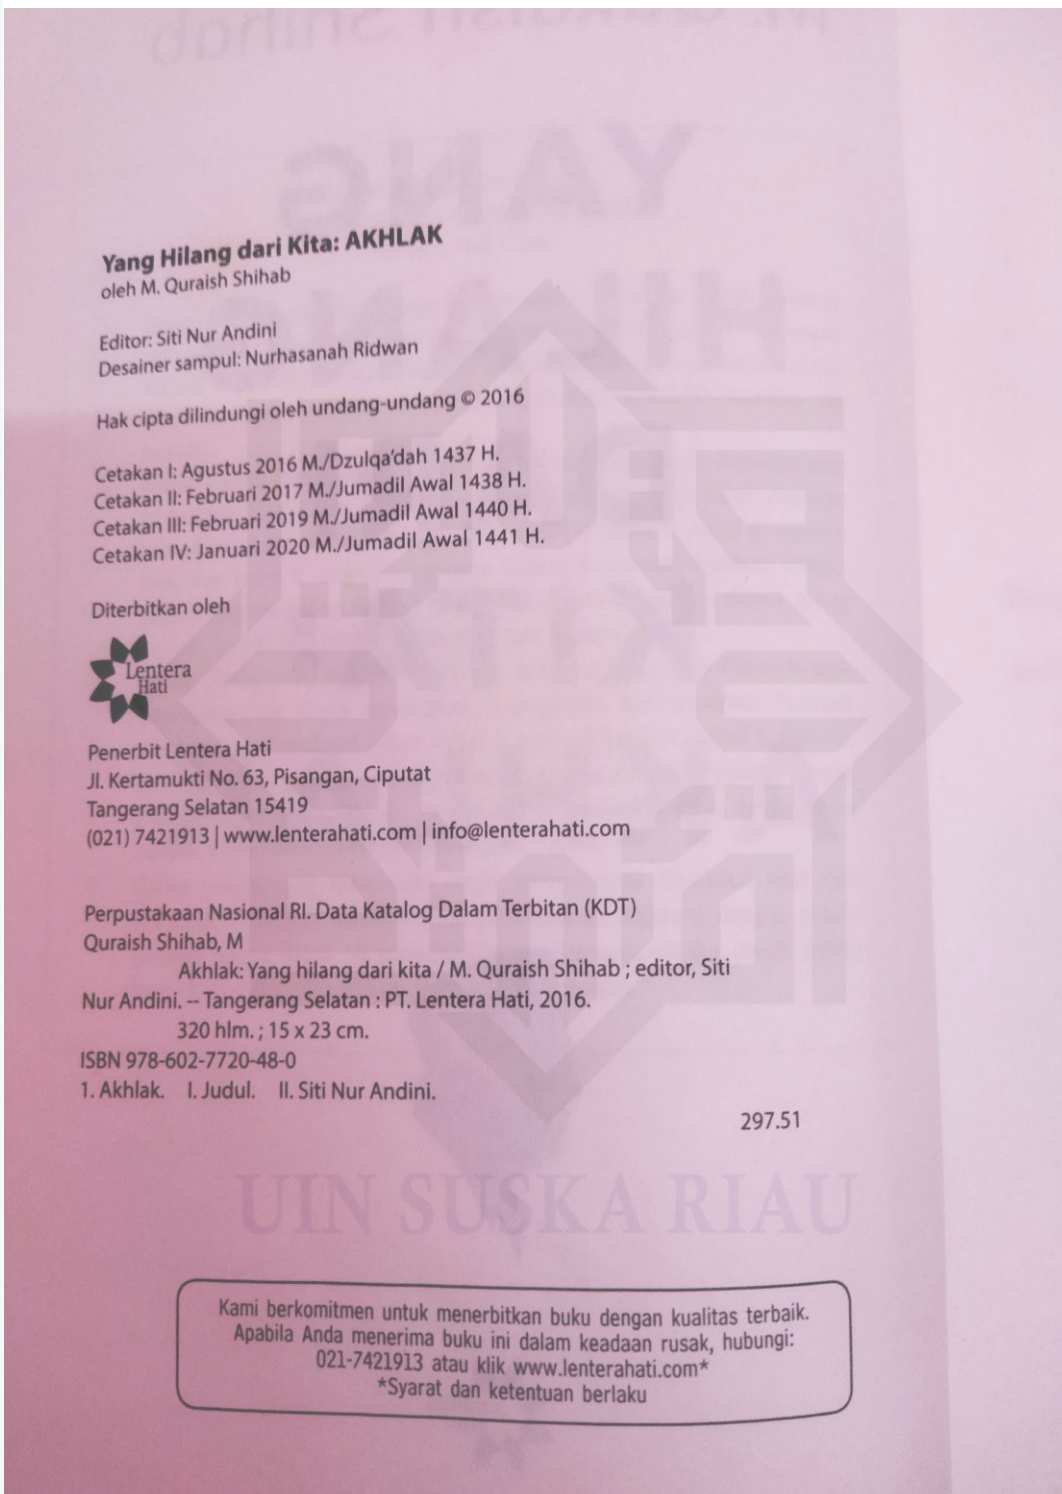 Yang Hilang dari Kita: AKHLAK
oleh M. Quraish Shihab
Editor: Siti Nur Andini
Desainer sampul: Nurhasanah Ridwan
Hak cipta dilindungi oleh undang-undang © 2016
Cetakan I: Agustus 2016 M./Dzulqa'dah 1437 H.
Cetakan II: Februari 2017 M./Jumadil Awal 1438 H.
Cetakan III: Februari 2019 M./Jumadil Awal 1440 H.
Cetakan IV: Januari 2020 M./Jumadil Awal 1441 H.
Diterbitkan oleh
Lentera
Hati
Penerbit Lentera Hati
Jl. Kertamukti No. 63, Pisangan, Ciputat
Tangerang Selatan 15419
(021) 7421913 | www.lenterahati.com | info@lenterahati.com
Perpustakaan Nasional RI. Data Katalog Dalam Terbitan (KDT)
Quraish Shihab, M
Akhlak: Yang hilang dari kita / M. Quraish Shihab ; editor, Siti
Nur Andini. -- Tangerang Selatan : PT. Lentera Hati, 2016.
320 hlm. ; 15 x 23 cm.
ISBN 978-602-7720-48-0
1. Akhlak. I. Judul. II. Siti Nur Andini.
297.51
UIN SUSKA RIAU
Kami berkomitmen untuk menerbitkan buku dengan kualitas terbaik.
Apabila Anda menerima buku ini dalam keadaan rusak, hubungi:
021-7421913 atau klik www.lenterahati.com*
*Syarat dan ketentuan berlaku